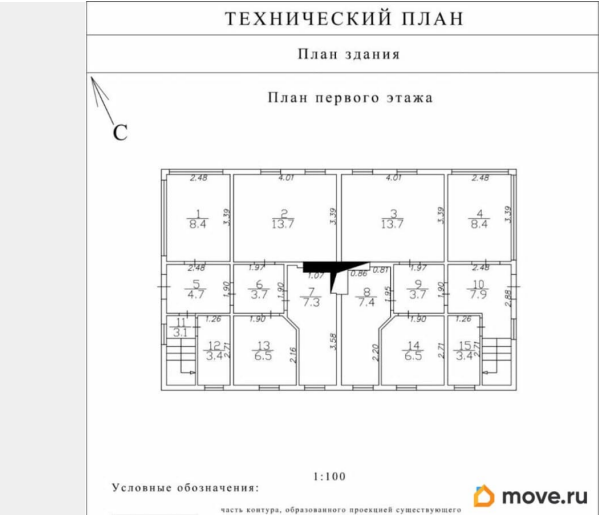 ТЕХНИЧЕСКИЙ ПЛАН
План здания
План первого этажа
С
2.48 4.01 4.01 2.48
1 2 3 4
8.4 3.39 13.7 3.39 13.7 3.39 8.4 3.39
2.48 1.97 1.07 0.86 0.81 1.97 2.48
5 6 7 8 9 10
4.7 1.90 3.7 1.90 7.3 7.4 1.95 3.7 1.90 7.9 2.88
11 1.26 1.90 1.90 1.26
3.1
12 13 14 15
3.4 2.71 6.5 2.16 3.58 2.20 6.5 2.71 3.4 2.71
1:100
Условные обозначения:
часть контура, образованного проекцией существующего
move.ru